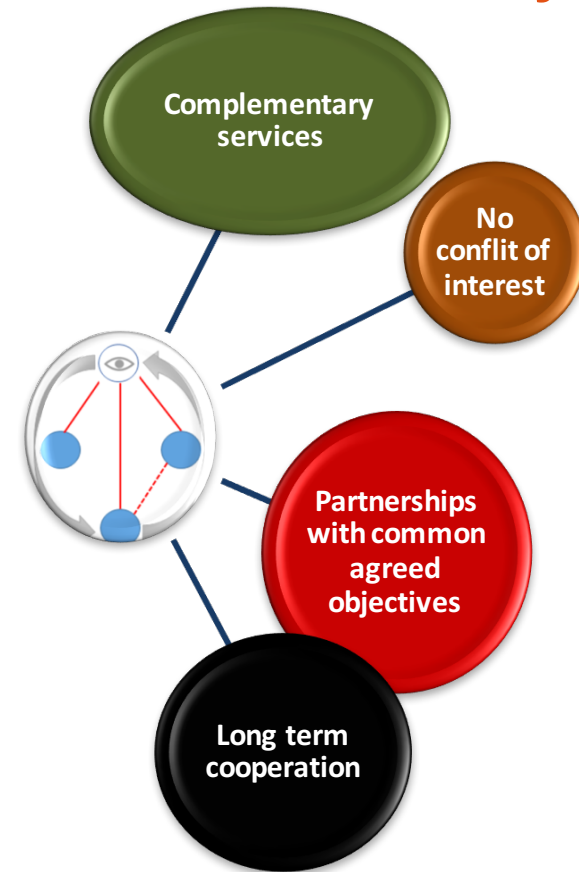 Complementary
services
No
conflit of
interest
Partnerships
with common
agreed
objectives
Long term
cooperation